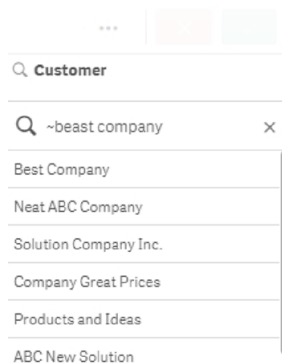 Customer
~beast company
Best Company
Neat ABC Company
Solution Company Inc.
Company Great Prices
Products and Ideas
ABC New Solution